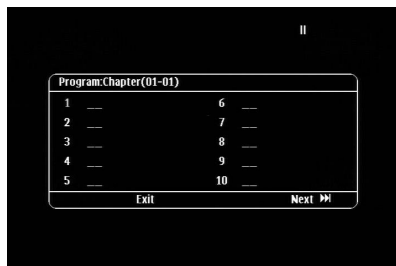 Program:Chapter(01-01)
1 __ 6 __
2 __ 7 __
3 __ 8 __
4 __ 9 __
5 __ 10 __
Exit Next